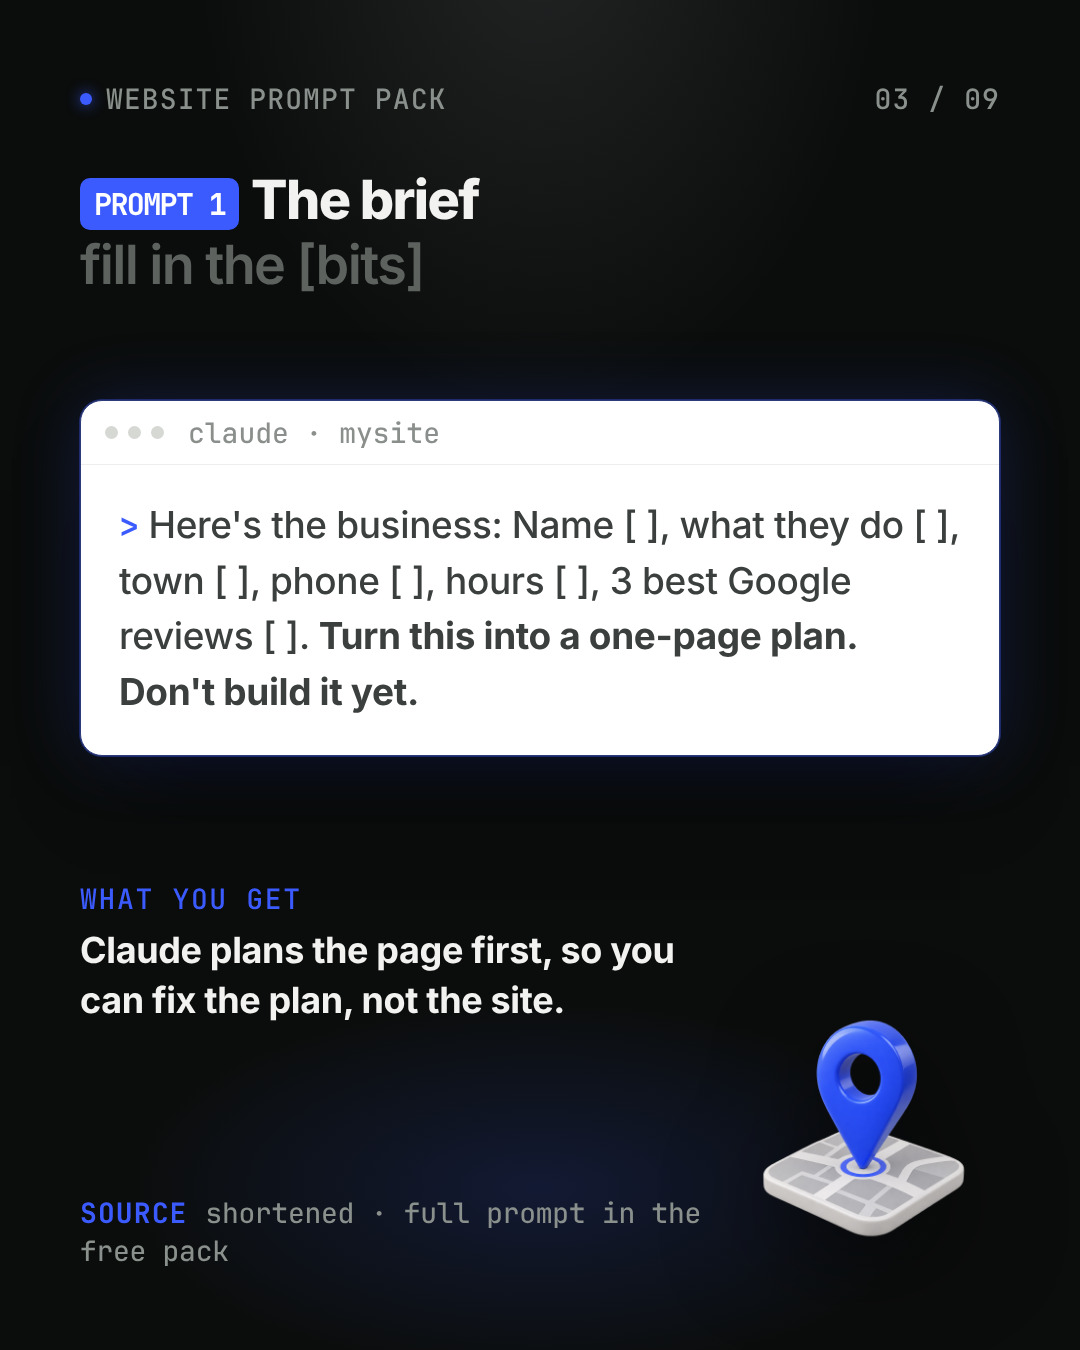 WEBSITE PROMPT PACK
03 / 09
PROMPT 1 The brief
fill in the [bits]
claude · mysite
> Here's the business: Name [ ], what they do [ ],
town [ ], phone [ ], hours [ ], 3 best Google
reviews [ ]. Turn this into a one-page plan.
Don't build it yet.
WHAT YOU GET
Claude plans the page first, so you
can fix the plan, not the site.
SOURCE shortened · full prompt in the
free pack